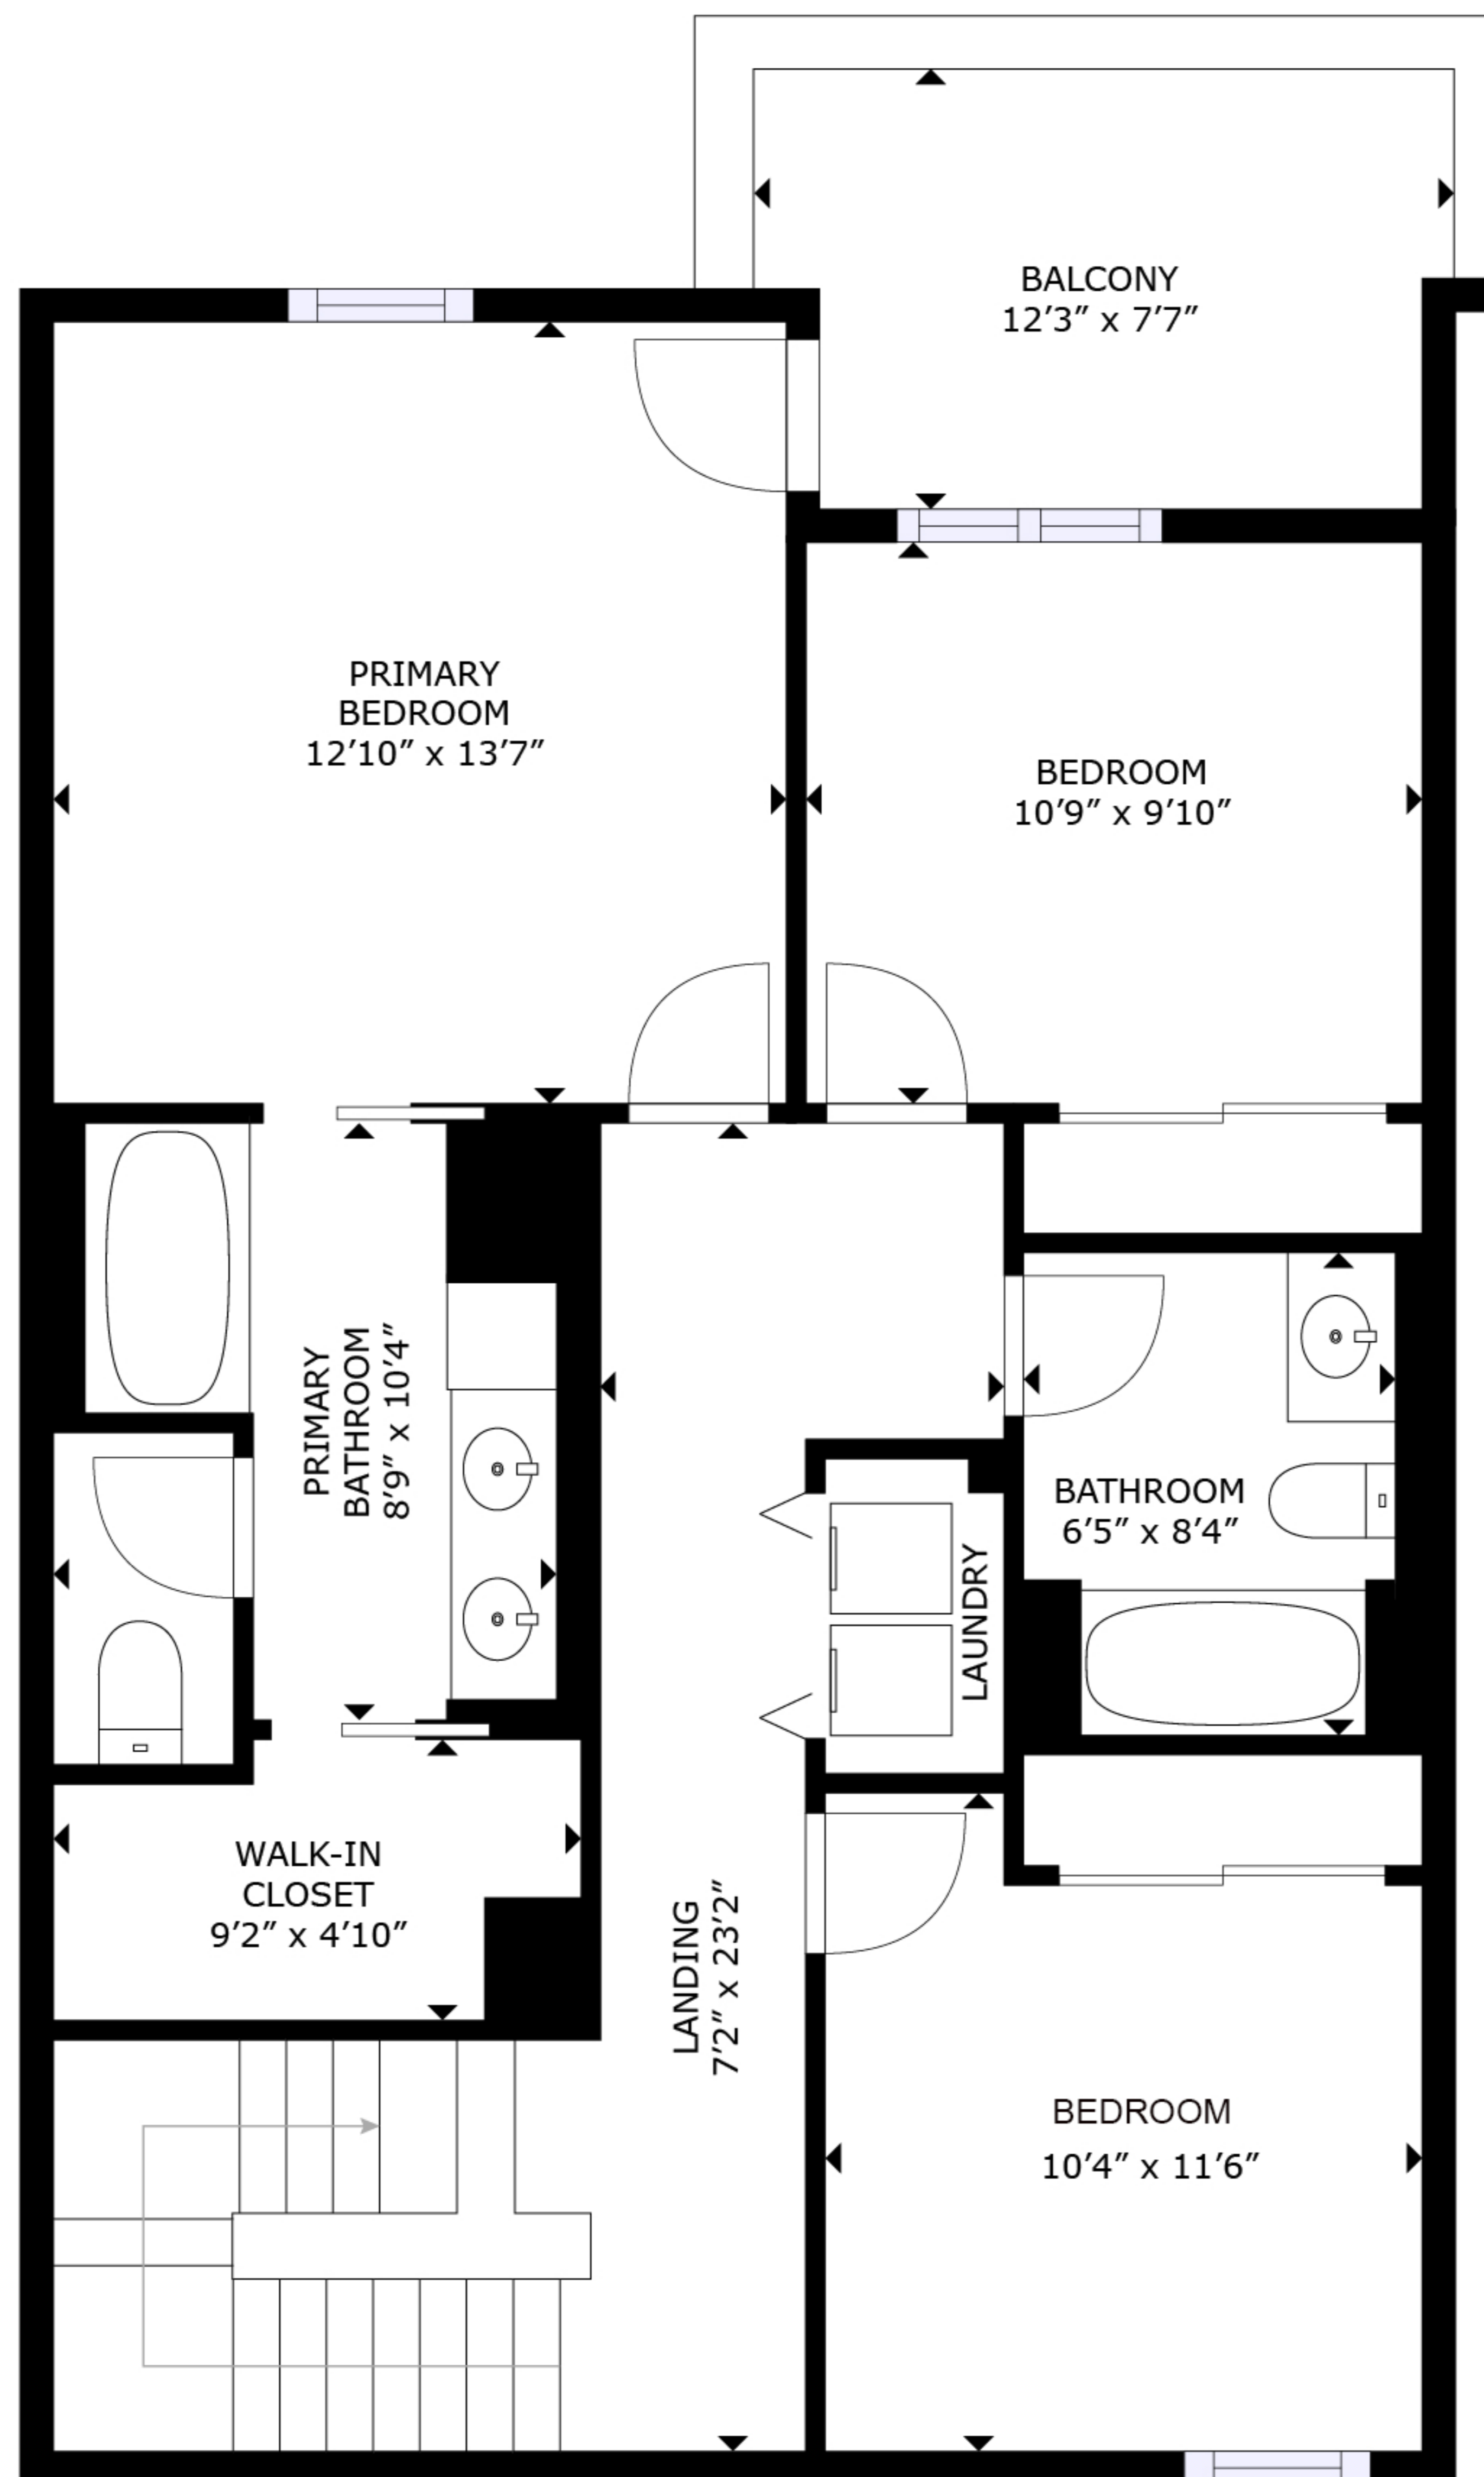 BALCONY
12’3” x 7’7”
PRIMARY
BEDROOM
12’10” x 13’7”
BEDROOM
10’9” x 9’10”
PRIMARY
BATHROOM
8’9” x 10’4”
BATHROOM
6’5” x 8’4”
LAUNDRY
WALK-IN
CLOSET
9’2” x 4’10”
LANDING
7’2” x 23’2”
BEDROOM
10’4” x 11’6”